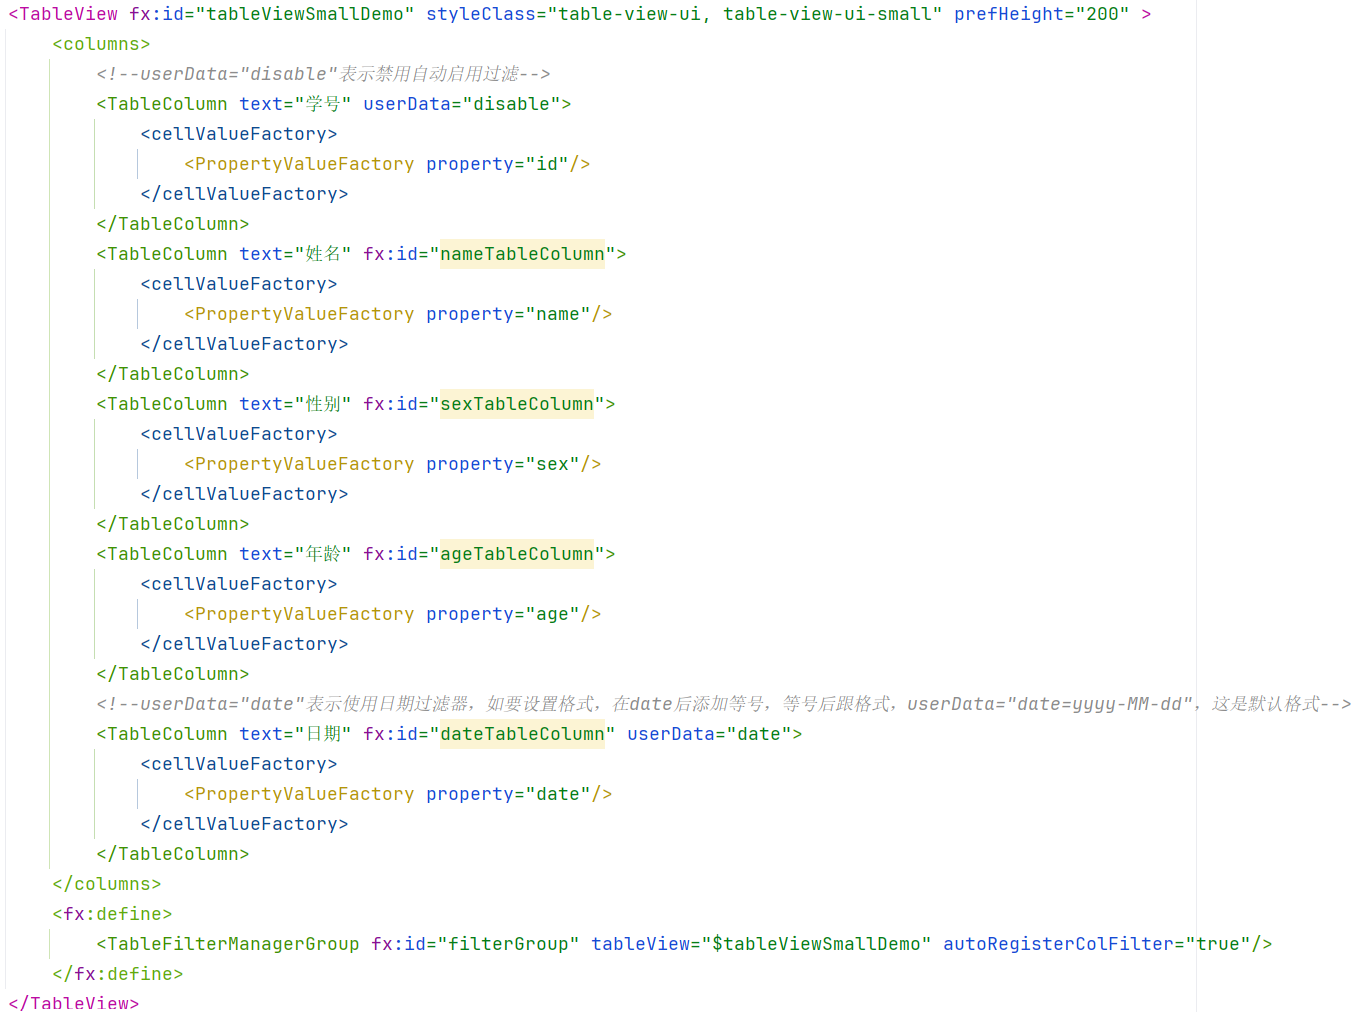 <TableView fx:id="tableViewSmallDemo" styleClass="table-view-ui, table-view-ui-small" prefHeight="200" >
    <columns>
        <!--userData="disable"表示禁用自动启用过滤-->
        <TableColumn text="学号" userData="disable">
            <cellValueFactory>
                <PropertyValueFactory property="id"/>
            </cellValueFactory>
        </TableColumn>
        <TableColumn text="姓名" fx:id="nameTableColumn">
            <cellValueFactory>
                <PropertyValueFactory property="name"/>
            </cellValueFactory>
        </TableColumn>
        <TableColumn text="性别" fx:id="sexTableColumn">
            <cellValueFactory>
                <PropertyValueFactory property="sex"/>
            </cellValueFactory>
        </TableColumn>
        <TableColumn text="年龄" fx:id="ageTableColumn">
            <cellValueFactory>
                <PropertyValueFactory property="age"/>
            </cellValueFactory>
        </TableColumn>
        <!--userData="date"表示使用日期过滤器，如要设置格式，在date后添加等号，等号后跟格式，userData="date=yyyy-MM-dd"，这是默认格式-->
        <TableColumn text="日期" fx:id="dateTableColumn" userData="date">
            <cellValueFactory>
                <PropertyValueFactory property="date"/>
            </cellValueFactory>
        </TableColumn>
    </columns>
    <fx:define>
        <TableFilterManagerGroup fx:id="filterGroup" tableView="$tableViewSmallDemo" autoRegisterColFilter="true"/>
    </fx:define>
</TableView>